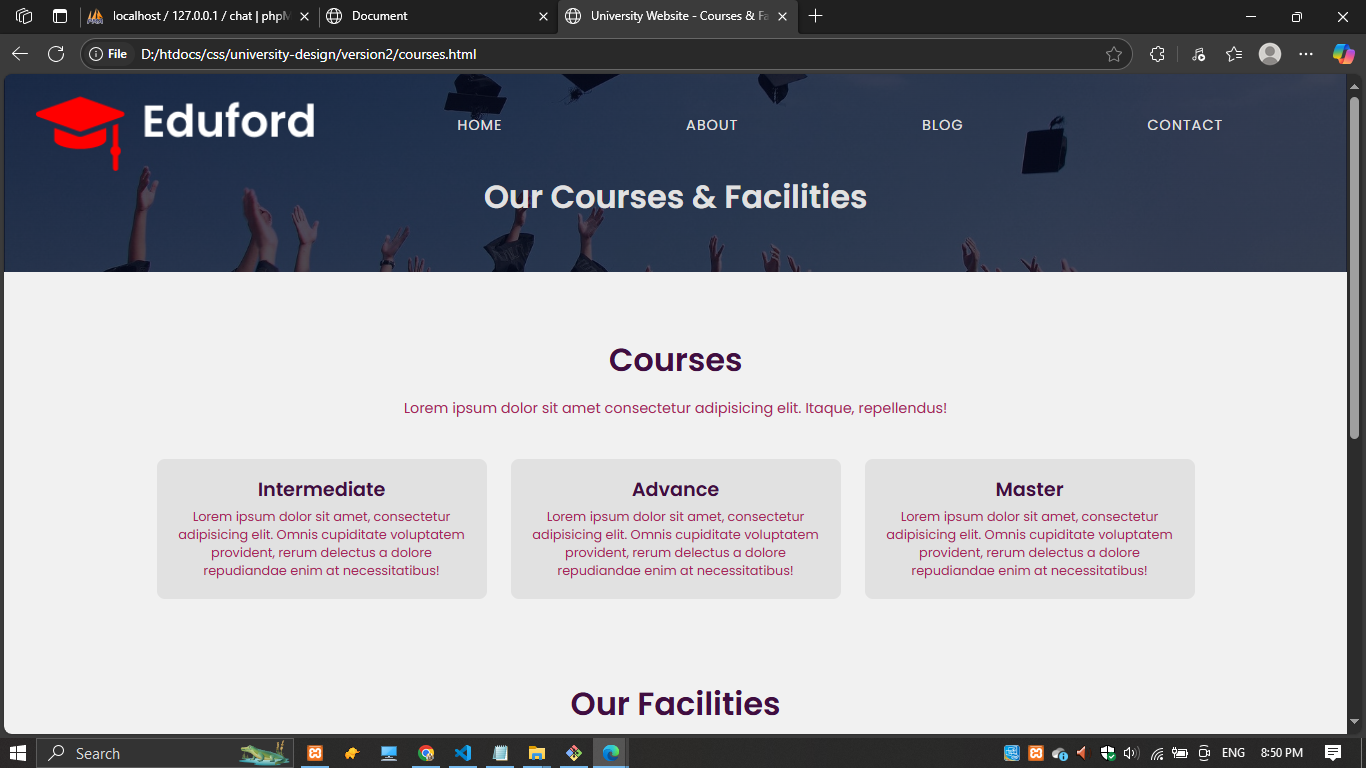 localhost / 127.0.0.1 / chat | phpM
Document
University Website - Courses & Fa
File D:/htdocs/css/university-design/version2/courses.html
Eduford
HOME ABOUT BLOG CONTACT
Our Courses & Facilities
Courses
Lorem ipsum dolor sit amet consectetur adipisicing elit. Itaque, repellendus!
Intermediate
Lorem ipsum dolor sit amet, consectetur
adipisicing elit. Omnis cupiditate voluptatem
provident, rerum delectus a dolore
repudiandae enim at necessitatibus!
Advance
Lorem ipsum dolor sit amet, consectetur
adipisicing elit. Omnis cupiditate voluptatem
provident, rerum delectus a dolore
repudiandae enim at necessitatibus!
Master
Lorem ipsum dolor sit amet, consectetur
adipisicing elit. Omnis cupiditate voluptatem
provident, rerum delectus a dolore
repudiandae enim at necessitatibus!
Our Facilities
Search
ENG 8:50 PM